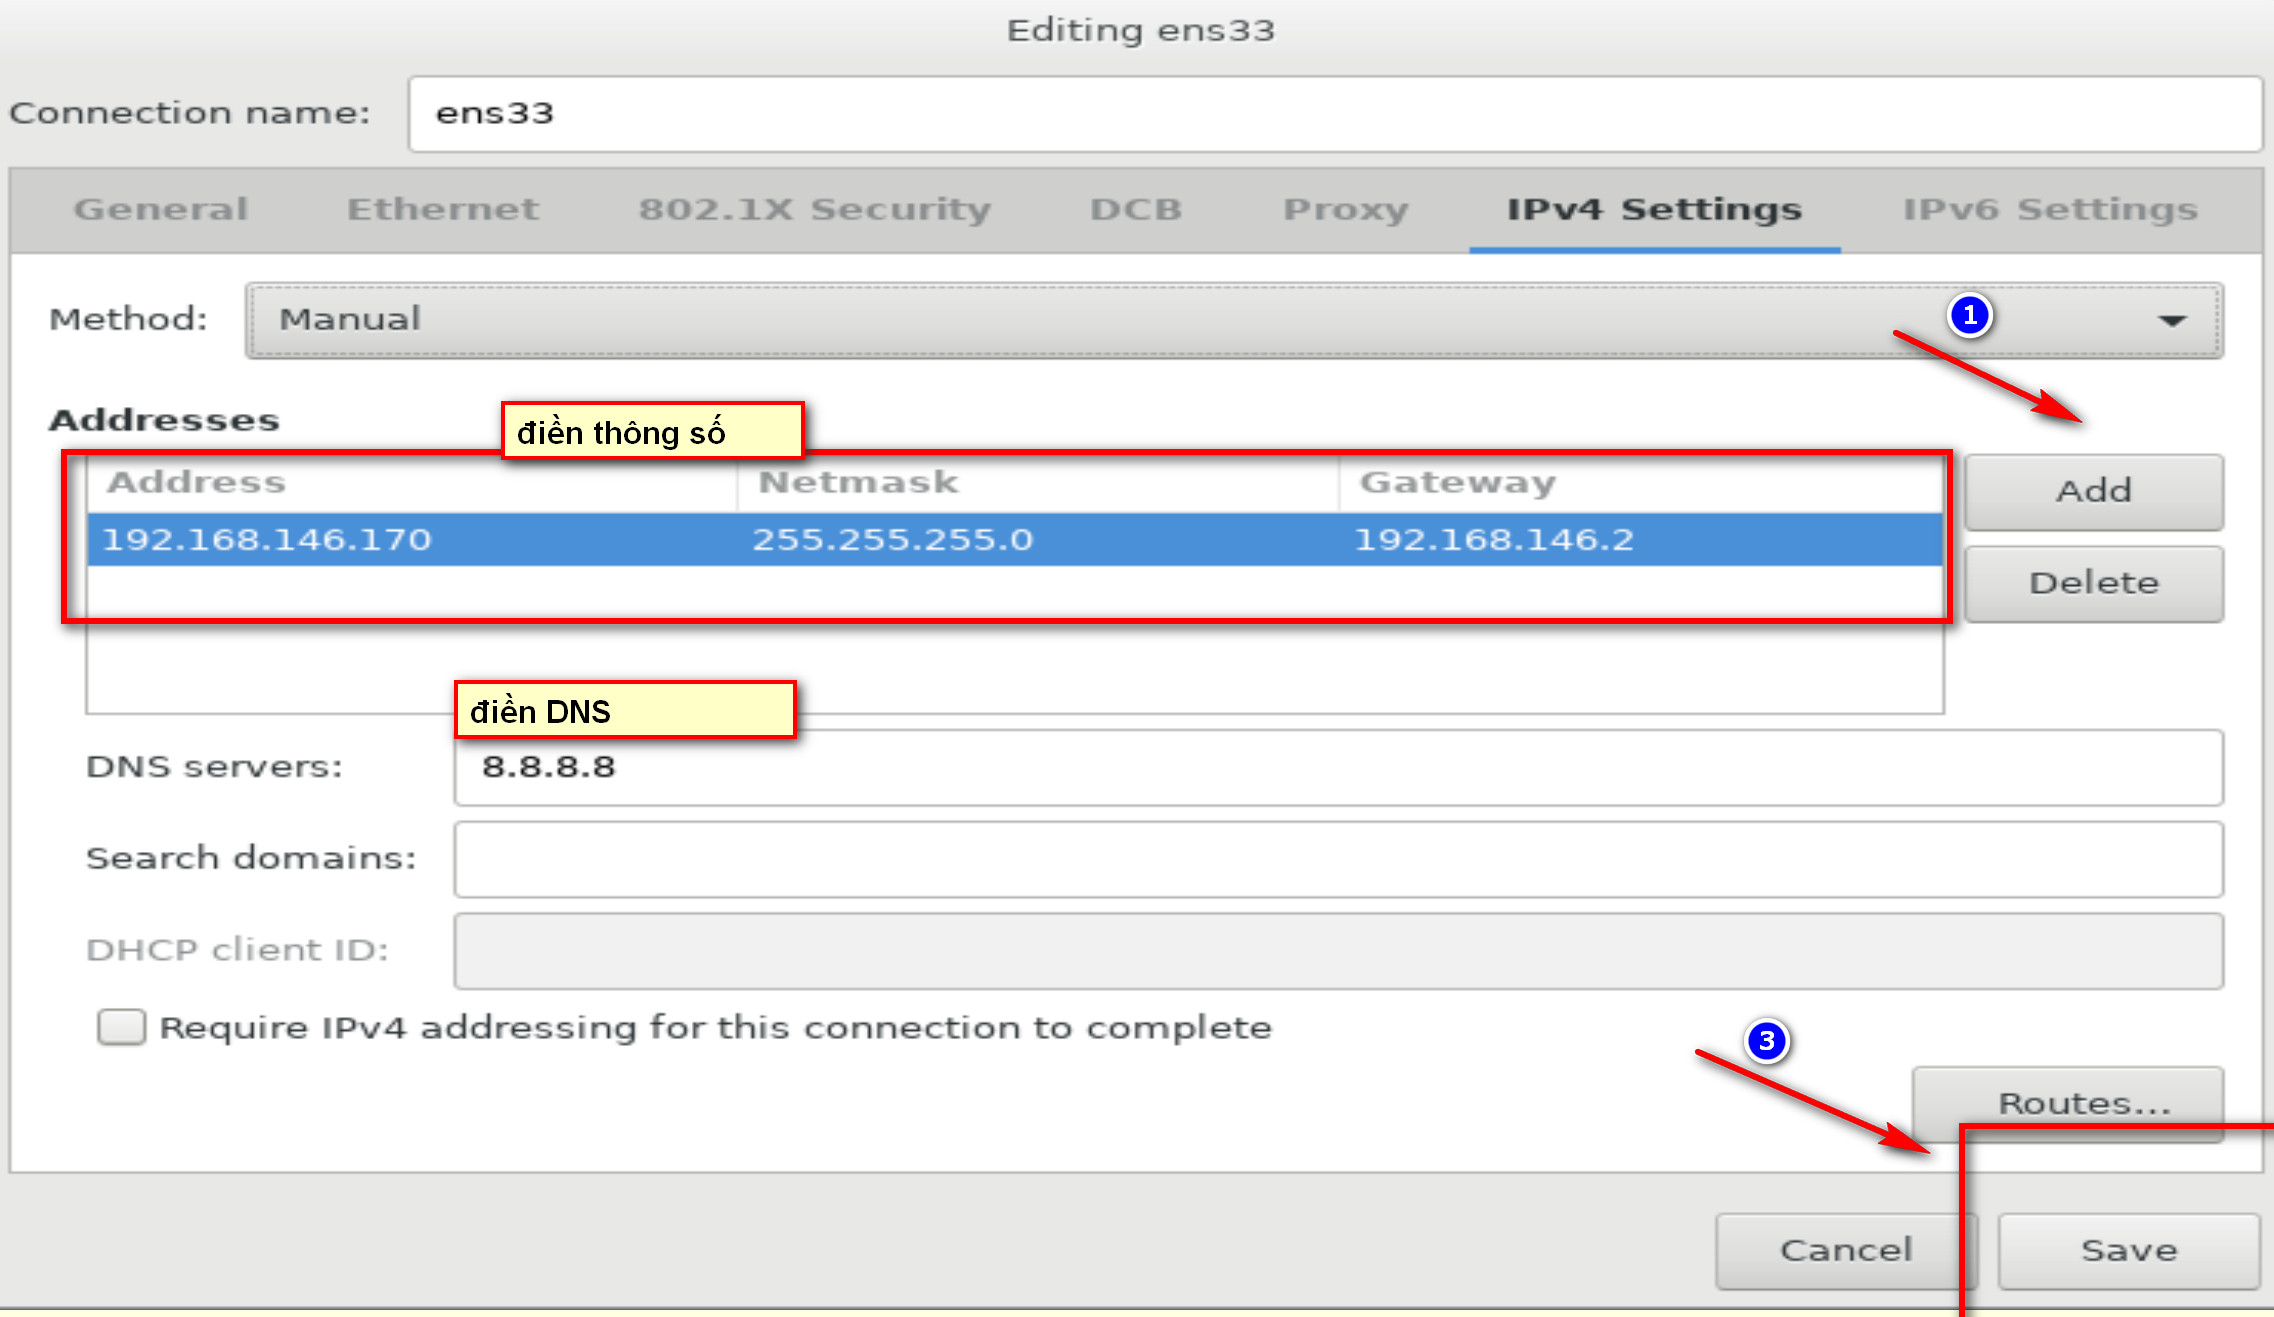 Editing ens33
Connection name: ens33
General Ethernet 802.1X Security DCB Proxy IPv4 Settings IPv6 Settings
Method: Manual
1
Addresses
điền thông số
Address Netmask Gateway
192.168.146.170 255.255.255.0 192.168.146.2
Add
Delete
điền DNS
DNS servers: 8.8.8.8
Search domains:
DHCP client ID:
Require IPv4 addressing for this connection to complete
3
Routes...
Cancel Save